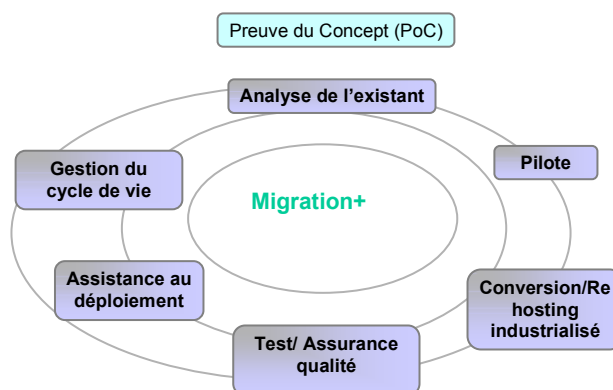 Preuve du Concept (PoC)
Analyse de l'existant
Pilote
Gestion du
cycle de vie
Migration+
Assistance au
déploiement
Conversion/Re
hosting
industrialisé
Test/ Assurance
qualité